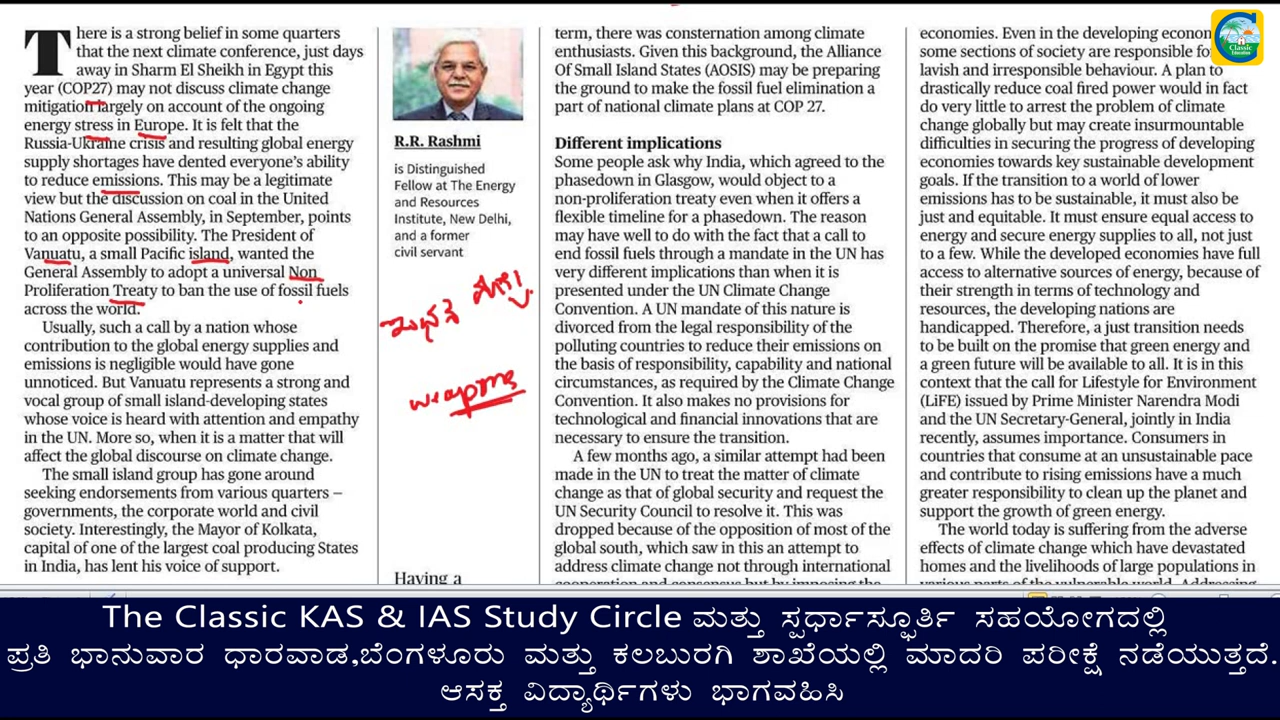 There is a strong belief in some quarters
that the next climate conference, just days
away in Sharm El Sheikh in Egypt this
year (COP27) may not discuss climate change
mitigation largely on account of the ongoing
energy stress in Europe. It is felt that the
Russia-Ukraine crisis and resulting global energy
supply shortages have dented everyone's ability
to reduce emissions. This may be a legitimate
view but the discussion on coal in the United
Nations General Assembly, in September, points
to an opposite possibility. The President of
Vanuatu, a small Pacific island, wanted the
General Assembly to adopt a universal Non
Proliferation Treaty to ban the use of fossil fuels
across the world.
Usually, such a call by a nation whose
contribution to the global energy supplies and
emissions is negligible would have gone
unnoticed. But Vanuatu represents a strong and
vocal group of small island-developing states
whose voice is heard with attention and empathy
in the UN. More so, when it is a matter that will
affect the global discourse on climate change.
The small island group has gone around
seeking endorsements from various quarters –
governments, the corporate world and civil
society. Interestingly, the Mayor of Kolkata,
capital of one of the largest coal producing States
in India, has lent his voice of support.
R.R. Rashmi
is Distinguished
Fellow at The Energy
and Resources
Institute, New Delhi,
and a former
civil servant
weapons
Having a
term, there was consternation among climate
enthusiasts. Given this background, the Alliance
Of Small Island States (AOSIS) may be preparing
the ground to make the fossil fuel elimination a
part of national climate plans at COP 27.
Different implications
Some people ask why India, which agreed to the
phasedown in Glasgow, would object to a
non-proliferation treaty even when it offers a
flexible timeline for a phasedown. The reason
may have well to do with the fact that a call to
end fossil fuels through a mandate in the UN has
very different implications than when it is
presented under the UN Climate Change
Convention. A UN mandate of this nature is
divorced from the legal responsibility of the
polluting countries to reduce their emissions on
the basis of responsibility, capability and national
circumstances, as required by the Climate Change
Convention. It also makes no provisions for
technological and financial innovations that are
necessary to ensure the transition.
A few months ago, a similar attempt had been
made in the UN to treat the matter of climate
change as that of global security and request the
UN Security Council to resolve it. This was
dropped because of the opposition of most of the
global south, which saw in this an attempt to
address climate change not through international
cooperation and consensus but by imposing the
economies. Even in the developing econom
some sections of society are responsible fo
lavish and irresponsible behaviour. A plan to
drastically reduce coal fired power would in fact
do very little to arrest the problem of climate
change globally but may create insurmountable
difficulties in securing the progress of developing
economies towards key sustainable development
goals. If the transition to a world of lower
emissions has to be sustainable, it must also be
just and equitable. It must ensure equal access to
energy and secure energy supplies to all, not just
to a few. While the developed economies have full
access to alternative sources of energy, because of
their strength in terms of technology and
resources, the developing nations are
handicapped. Therefore, a just transition needs
to be built on the promise that green energy and
a green future will be available to all. It is in this
context that the call for Lifestyle for Environment
(LiFE) issued by Prime Minister Narendra Modi
and the UN Secretary-General, jointly in India
recently, assumes importance. Consumers in
countries that consume at an unsustainable pace
and contribute to rising emissions have a much
greater responsibility to clean up the planet and
support the growth of green energy.
The world today is suffering from the adverse
effects of climate change which have devastated
homes and the livelihoods of large populations in
various parts of the vulnerable world. Addressing
Classic
Education
The Classic KAS & IAS Study Circle ಮತ್ತು ಸ್ಪರ್ಧಾಸ್ಫೂರ್ತಿ ಸಹಯೋಗದಲ್ಲಿ
ಪ್ರತಿ ಭಾನುವಾರ ಧಾರವಾಡ,ಬೆಂಗಳೂರು ಮತ್ತು ಕಲಬುರಗಿ ಶಾಖೆಯಲ್ಲಿ ಮಾದರಿ ಪರೀಕ್ಷೆ ನಡೆಯುತ್ತದೆ.
ಆಸಕ್ತ ವಿದ್ಯಾರ್ಥಿಗಳು ಭಾಗವಹಿಸಿ